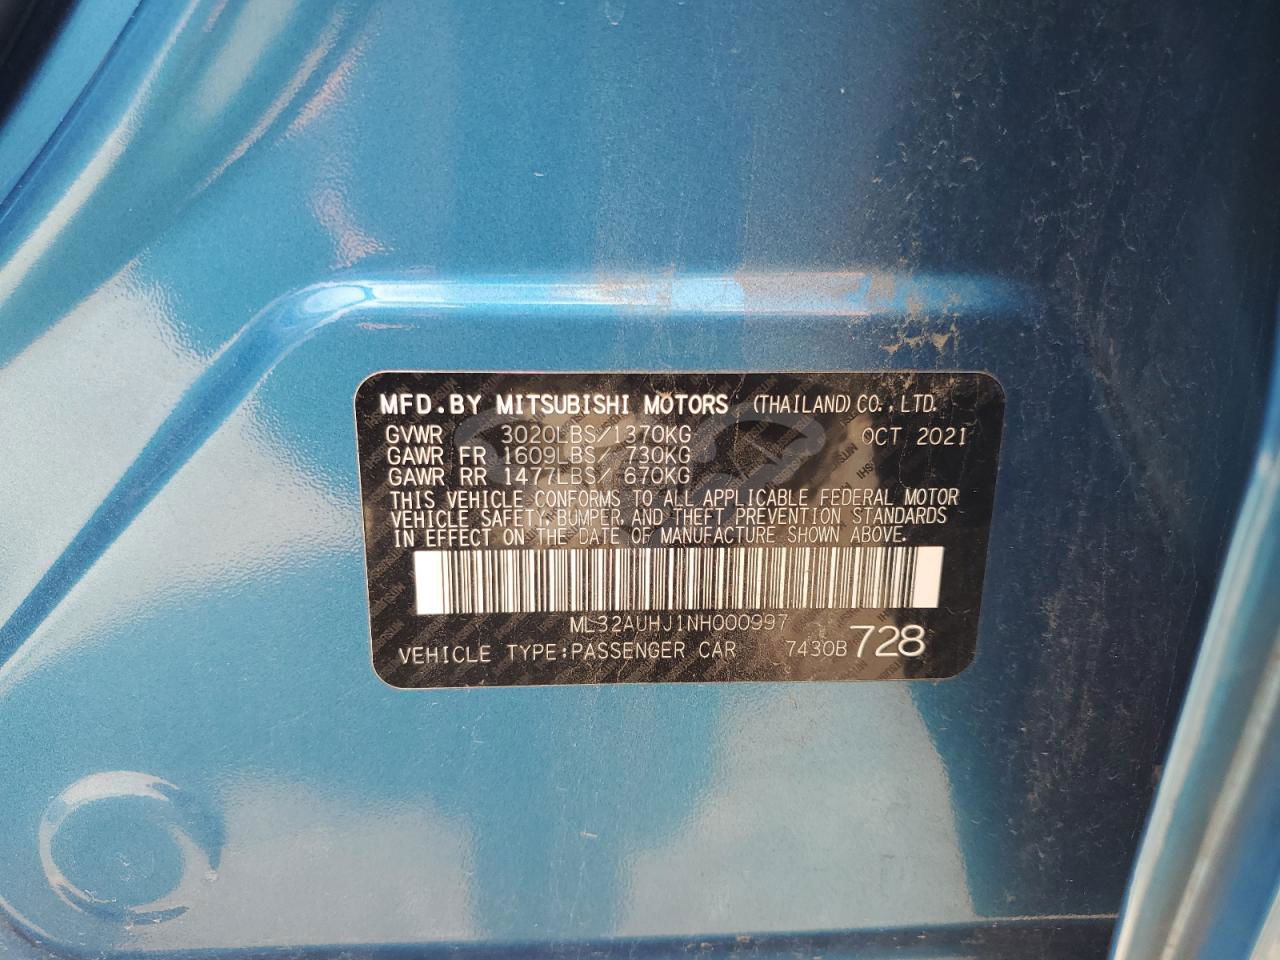 MFD.BY MITSUBISHI MOTORS (THAILAND) CO., LTD.
GVWR 3020LBS/1370KG OCT 2021
GAWR FR 1609LBS/ 730KG
GAWR RR 1477LBS/ 670KG
THIS VEHICLE CONFORMS TO ALL APPLICABLE FEDERAL MOTOR
VEHICLE SAFETY, BUMPER, AND THEFT PREVENTION STANDARDS
IN EFFECT ON THE DATE OF MANUFACTURE SHOWN ABOVE.
ML32AUHJ1NH000997
VEHICLE TYPE:PASSENGER CAR 7430B 728